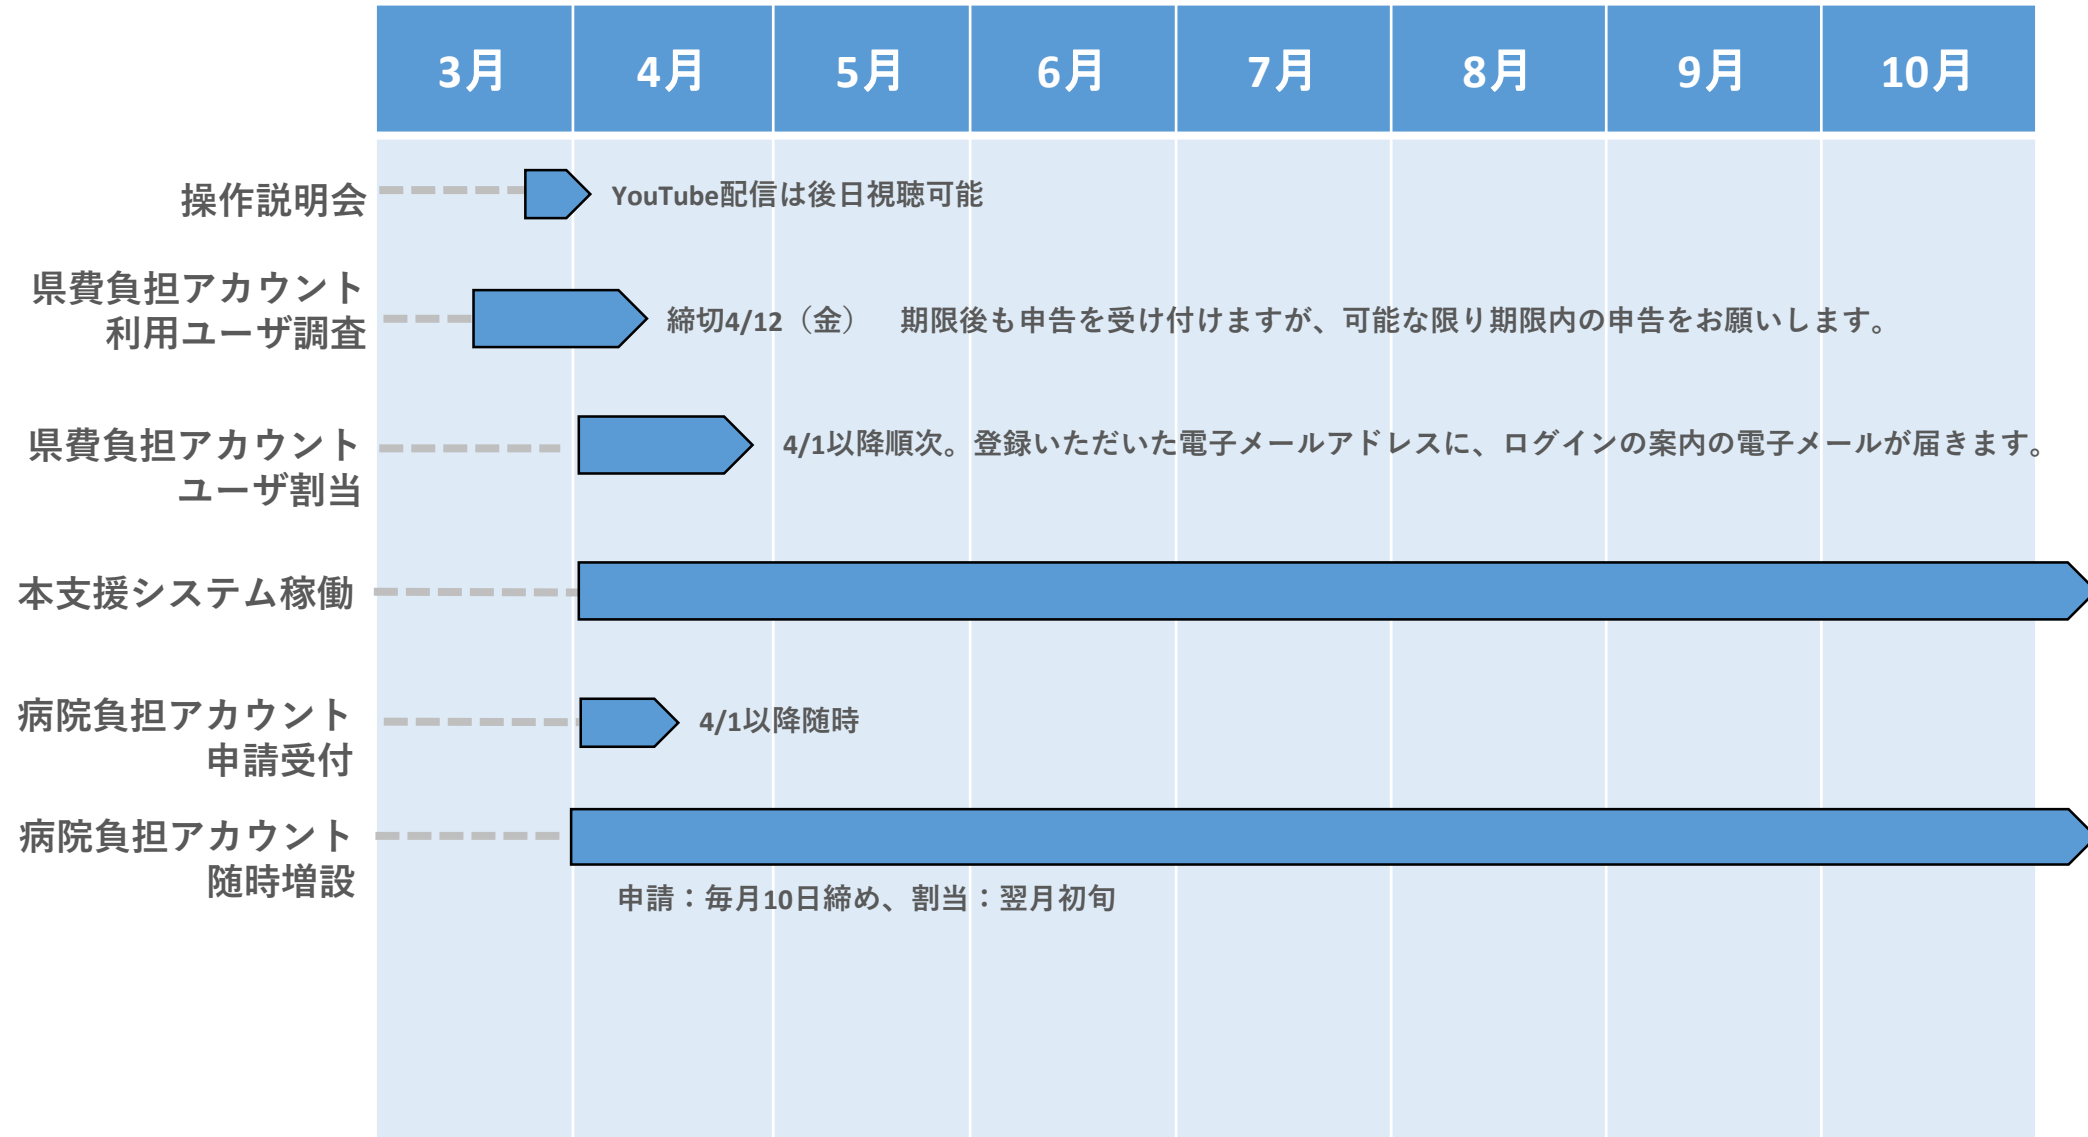 3月 4月 5月 6月 7月 8月 9月 10月
操作説明会
YouTube配信は後日視聴可能
県費負担アカウント
利用ユーザ調査
締切4/12（金）　期限後も申告を受け付けますが、可能な限り期限内の申告をお願いします。
県費負担アカウント
ユーザ割当
4/1以降順次。登録いただいた電子メールアドレスに、ログインの案内の電子メールが届きます。
本支援システム稼働
病院負担アカウント
申請受付
4/1以降随時
病院負担アカウント
随時増設
申請：毎月10日締め、割当：翌月初旬